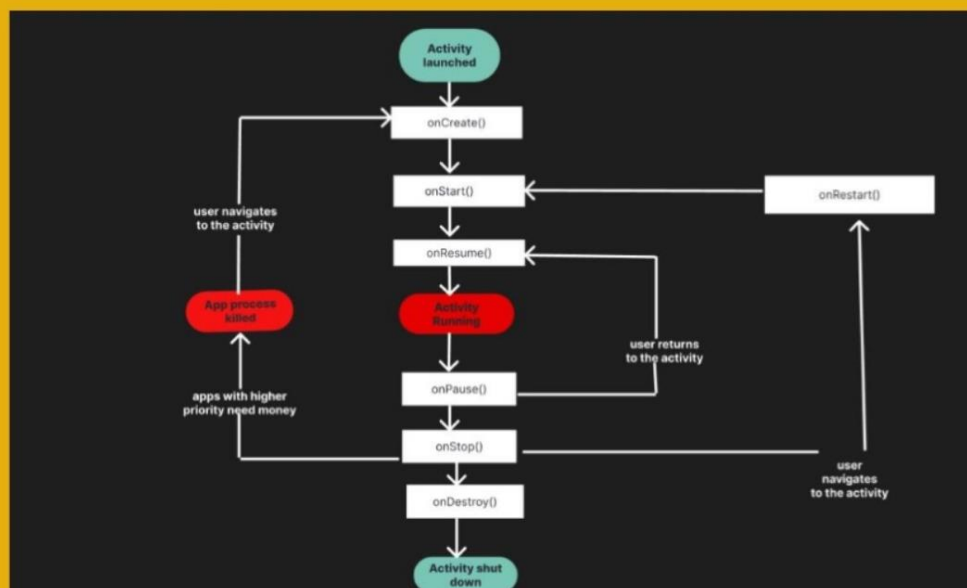 Activity
launched
onCreate()
onStart()
onRestart()
user navigates
to the activity
onResume()
App process
killed
Activity
Running
user returns
to the activity
onPause()
apps with higher
priority need money
onStop()
user
navigates
to the activity
onDestroy()
Activity shut
down